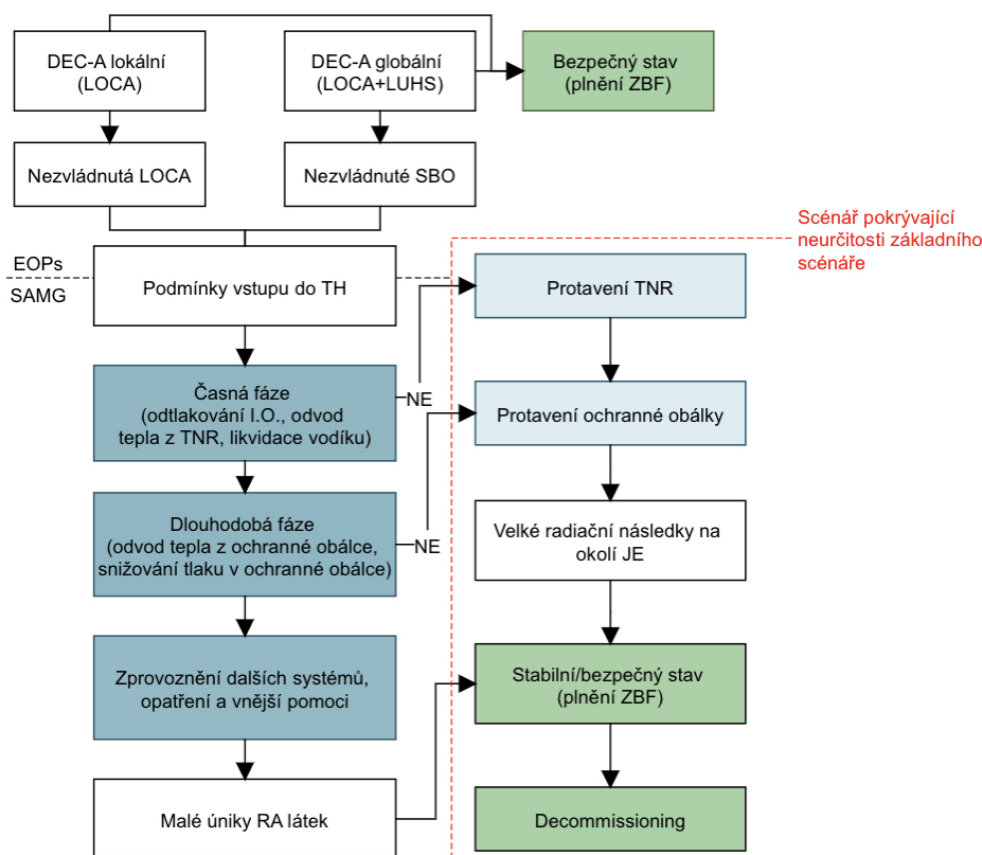 DEC-A lokální
(LOCA)
DEC-A globální
(LOCA+LUHS)
Bezpečný stav
(plnění ZBF)
Nezvládnutá LOCA
Nezvládnuté SBO
Scénář pokrývající
neurčitosti základního
scénáře
EOPs
SAMG
Podmínky vstupu do TH
Protavení TNR
Časná fáze
(odtlakování I.O., odvod
tepla z TNR, likvidace vodíku)
NE
Protavení ochranné obálky
Dlouhodobá fáze
(odvod tepla z ochranné obálce,
snižování tlaku v ochranné obálce)
NE
Velké radiační následky na
okolí JE
Zprovoznění dalších systémů,
opatření a vnější pomoci
Stabilní/bezpečný stav
(plnění ZBF)
Malé úniky RA látek
Decommissioning